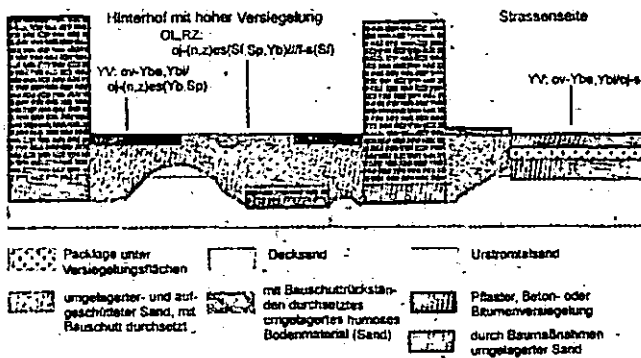 Hinterhof mit hoher Versiegelung
Strassenseite
OL,RZ:
oj-(n,z)es(Sf,Sp,Yb)//f-s(Sf)
YV: ov-Ybe,Ybi/
oj-(n,z)es(Yb,Sp)
YV: ov-Ybe,Ybi/oj-s
Packlage unter
Versiegelungsflächen
Decksand
Urstromtalsand
umgelagerter- und auf-
geschütteter Sand, mit
Bauschutt durchsetzt
mit Bauschuttrückstän-
den durchsetztes
umgelagertes humoses
Bodenmaterial (Sand)
Pflaster, Beton- oder
Bitumenversiegelung
durch Baumaßnahmen
umgelagerter Sand